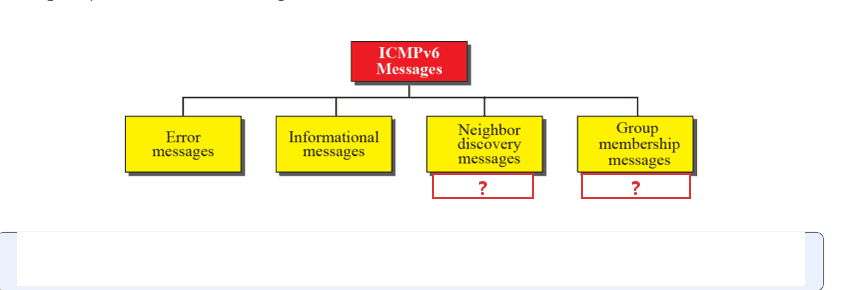 ICMPv6
Messages
Error
messages
Informational
messages
Neighbor
discovery
messages
Group
membership
messages
?
?